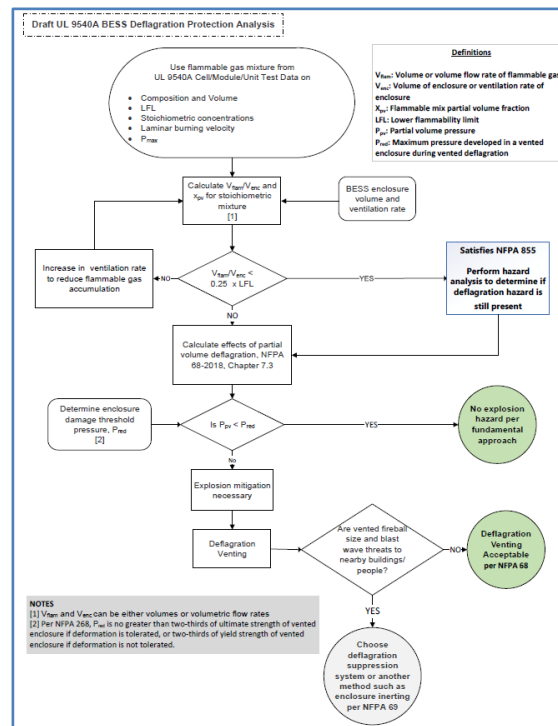 Draft UL 9540A BESS Deflagration Protection Analysis
Use flammable gas mixture from
UL 9540A Cell/Module/Unit Test Data on
• Composition and Volume
• LFL
• Stoichiometric concentrations
• Laminar burning velocity
• Pmax
Definitions
Vflam: Volume or volume flow rate of flammable gas
Venc: Volume of enclosure or ventilation rate of
enclosure
Xpv: Flammable mix partial volume fraction
LFL: Lower flammability limit
Ppv: Partial volume pressure
Pred: Maximum pressure developed in a vented
enclosure during vented deflagration
Calculate Vflam/Venc and
xpv for stoichiometric
mixture
[1]
BESS enclosure
volume and
ventilation rate
Increase in ventilation rate
to reduce flammable gas
accumulation
NO
Vflam/Venc <
0.25 x LFL
YES
Satisfies NFPA 855
Perform hazard
analysis to determine if
deflagration hazard is
still present
NO
Calculate effects of partial
volume deflagration, NFPA
68-2018, Chapter 7.3
Determine enclosure
damage threshold
pressure, Pred
[2]
Is Ppv < Pred
YES
No explosion
hazard per
fundamental
approach
No
Explosion mitigation
necessary
Deflagration
Venting
Are vented fireball
size and blast
wave threats to
nearby buildings/
people?
NO
Deflagration
Venting
Acceptable
per NFPA 68
YES
Choose
deflagration
suppression
system or another
method such as
enclosure inerting
per NFPA 69
NOTES
[1] Vflam and Venc can be either volumes or volumetric flow rates
[2] Per NFPA 268, Pred is no greater than two-thirds of ultimate strength of vented
enclosure if deformation is tolerated, or two-thirds of yield strength of vented
enclosure if deformation is not tolerated.